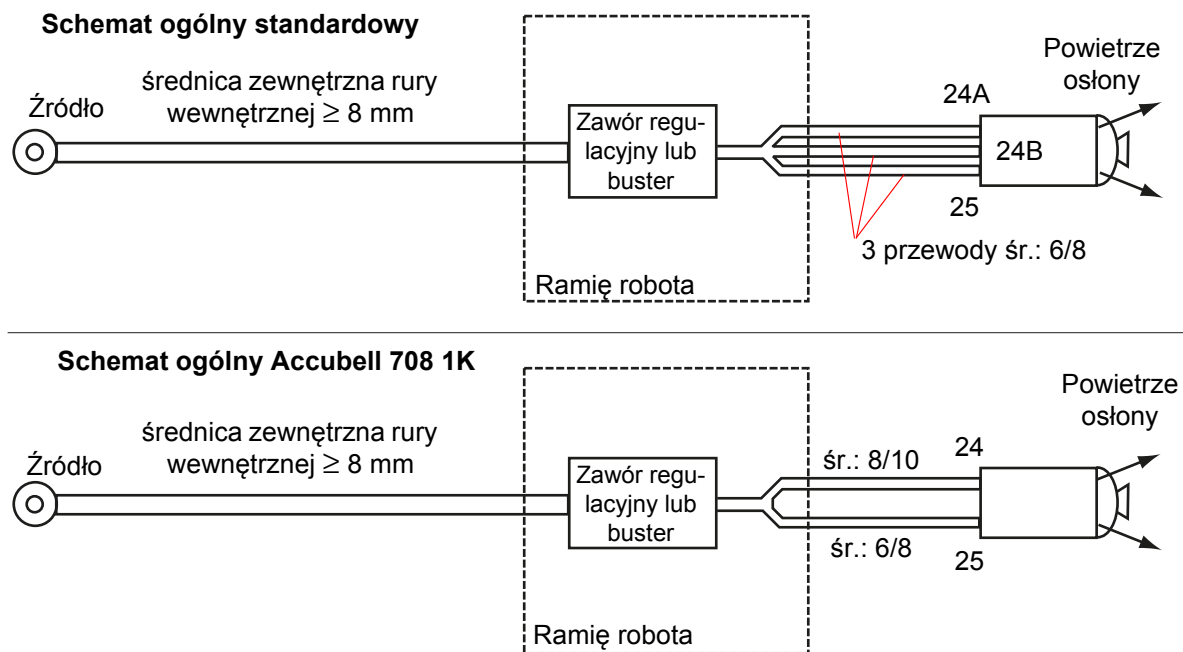 Schemat ogólny standardowy
średnica zewnętrzna rury
wewnętrznej ≥ 8 mm
Źródło
Zawór regu-
lacyjny lub
buster
24A
24B
25
Powietrze
osłony
3 przewody śr.: 6/8
Ramię robota
Schemat ogólny Accubell 708 1K
średnica zewnętrzna rury
wewnętrznej ≥ 8 mm
Źródło
Zawór regu-
lacyjny lub
buster
śr.: 8/10
24
śr.: 6/8
25
Powietrze
osłony
Ramię robota